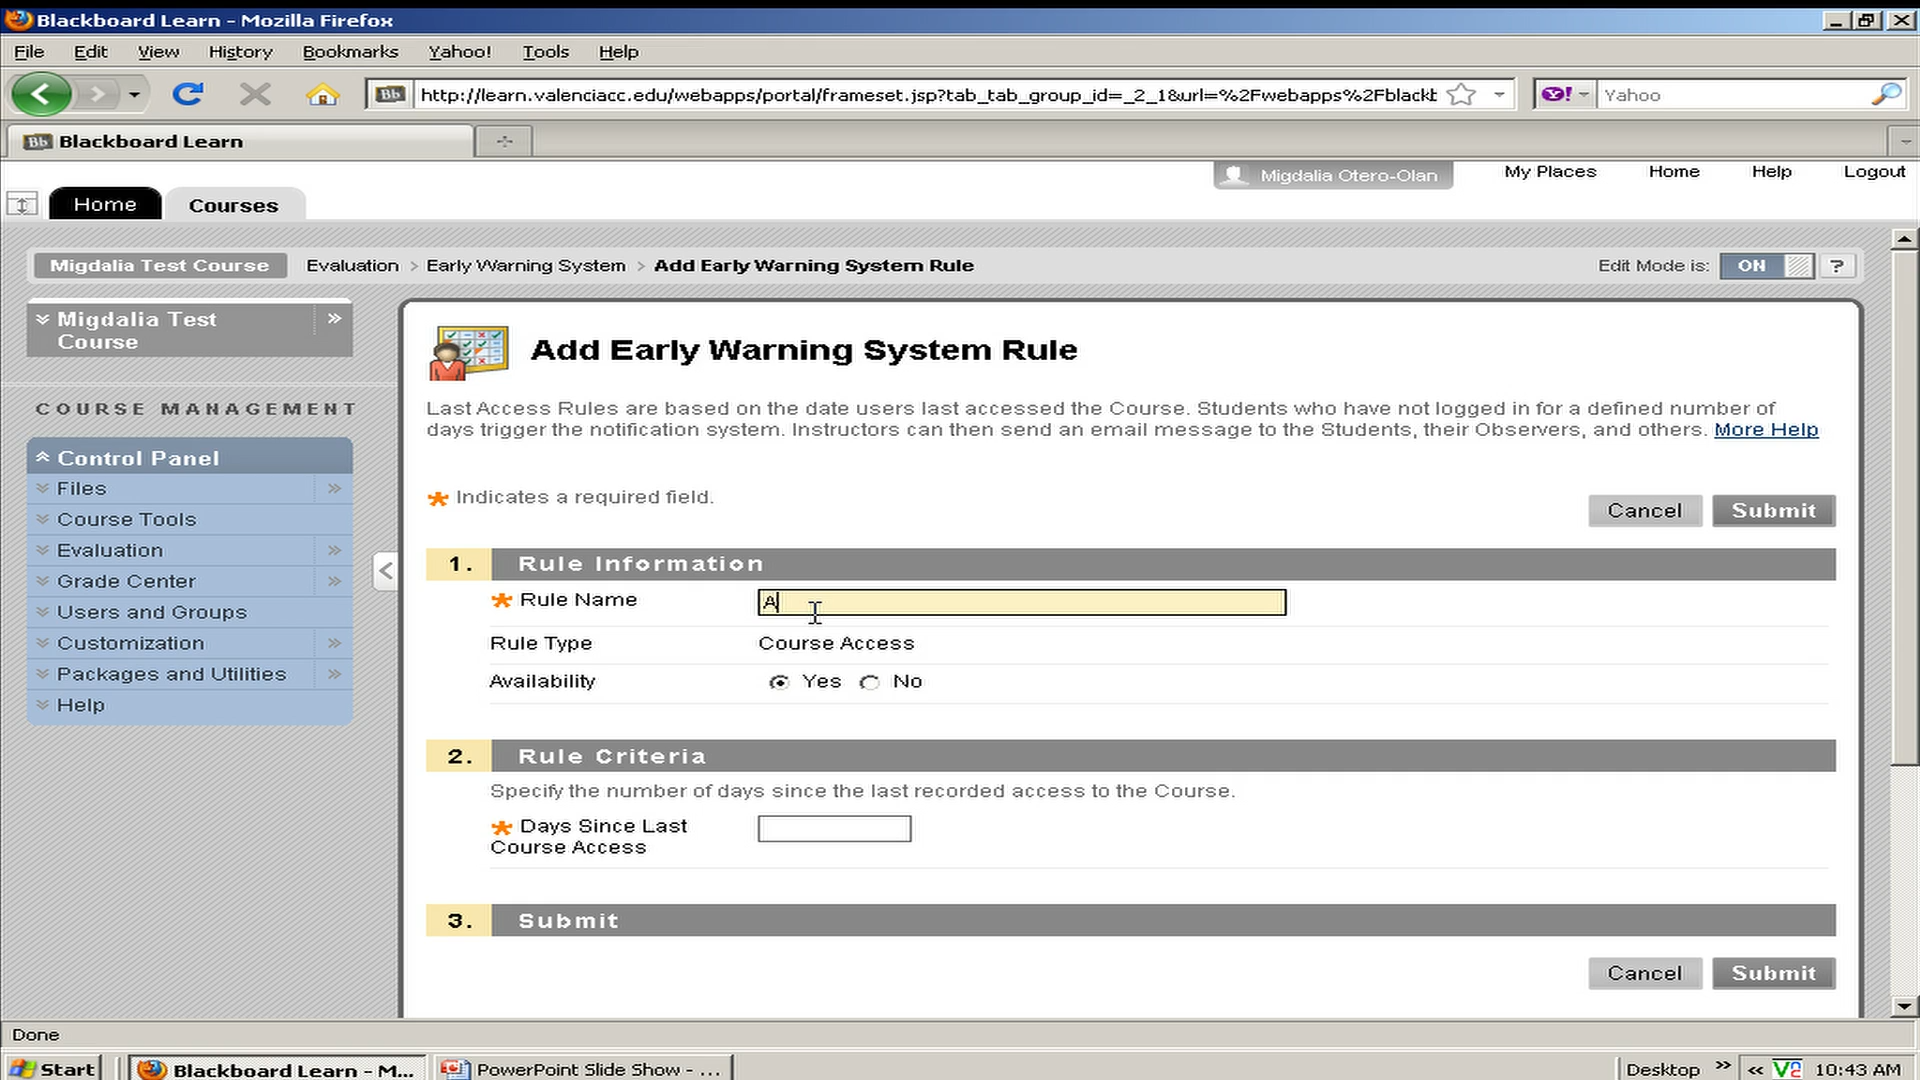 Blackboard Learn - Mozilla Firefox
File Edit View History Bookmarks Yahoo! Tools Help
Bb http://learn.valenciacc.edu/webapps/portal/frameset.jsp?tab_tab_group_id=_2_1&url=%2Fwebapps%2Fblackb Y! Yahoo
Bb Blackboard Learn
Migdalia Otero-Olan My Places Home Help Logout
Home Courses
Migdalia Test Course Evaluation > Early Warning System > Add Early Warning System Rule Edit Mode is: ON ?
Migdalia Test
Course
COURSE MANAGEMENT
Control Panel
Files
Course Tools
Evaluation
Grade Center
Users and Groups
Customization
Packages and Utilities
Help
Add Early Warning System Rule
Last Access Rules are based on the date users last accessed the Course. Students who have not logged in for a defined number of
days trigger the notification system. Instructors can then send an email message to the Students, their Observers, and others. More Help
* Indicates a required field.
Cancel Submit
1. Rule Information
* Rule Name A
Rule Type Course Access
Availability Yes No
2. Rule Criteria
Specify the number of days since the last recorded access to the Course.
* Days Since Last
Course Access
3. Submit
Cancel Submit
Done
Start Blackboard Learn - M... PowerPoint Slide Show - ... Desktop » « V2 10:43 AM